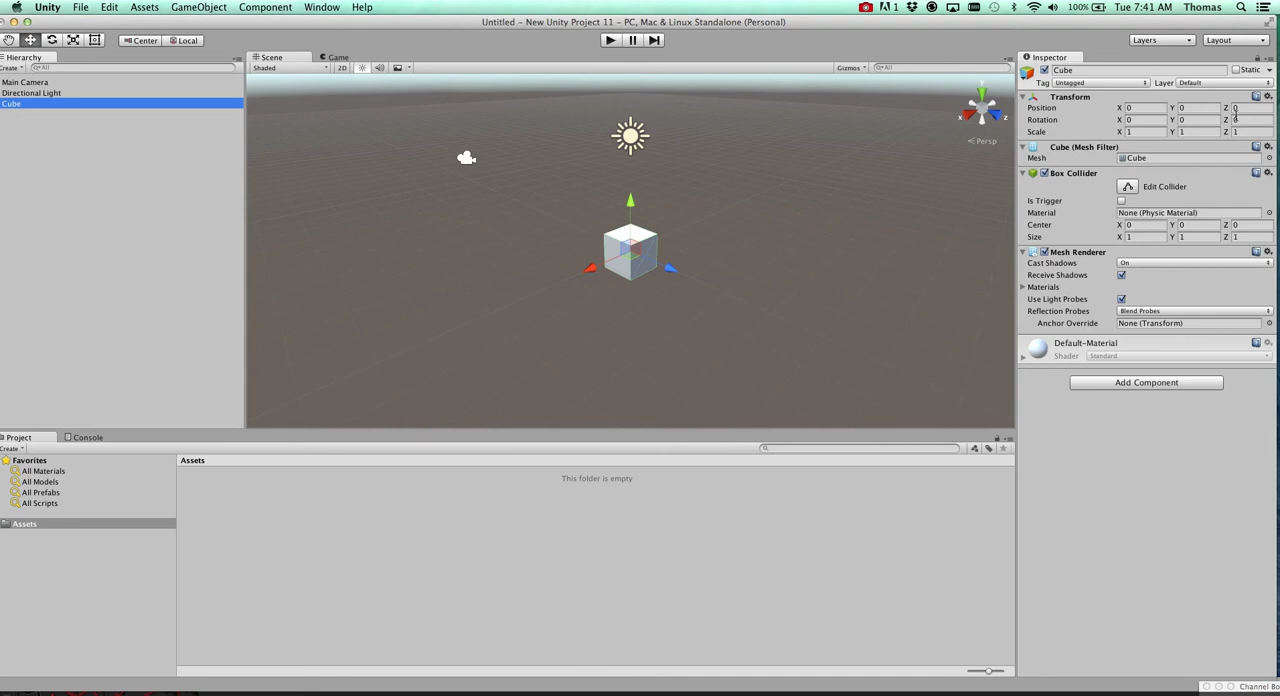 Unity File Edit Assets GameObject Component Window Help 1 100% Tue 7:41 AM Thomas
Untitled - New Unity Project 11 - PC, Mac & Linux Standalone (Personal)
Center Local Layers Layout
Hierarchy
Create All
Main Camera
Directional Light
Cube
Scene Game
Shaded 2D Gizmos All
y
x z
Persp
Inspector
Cube Static
Tag Untagged Layer Default
Transform
Position X 0 Y 0 Z 0
Rotation X 0 Y 0 Z 0
Scale X 1 Y 1 Z 1
Cube (Mesh Filter)
Mesh Cube
Box Collider
Edit Collider
Is Trigger
Material None (Physic Material)
Center X 0 Y 0 Z 0
Size X 1 Y 1 Z 1
Mesh Renderer
Cast Shadows On
Receive Shadows
Materials
Use Light Probes
Reflection Probes Blend Probes
Anchor Override None (Transform)
Default-Material
Shader Standard
Add Component
Project Console
Create
Favorites
All Materials
All Models
All Prefabs
All Scripts
Assets
Assets
This folder is empty
Channel Bo